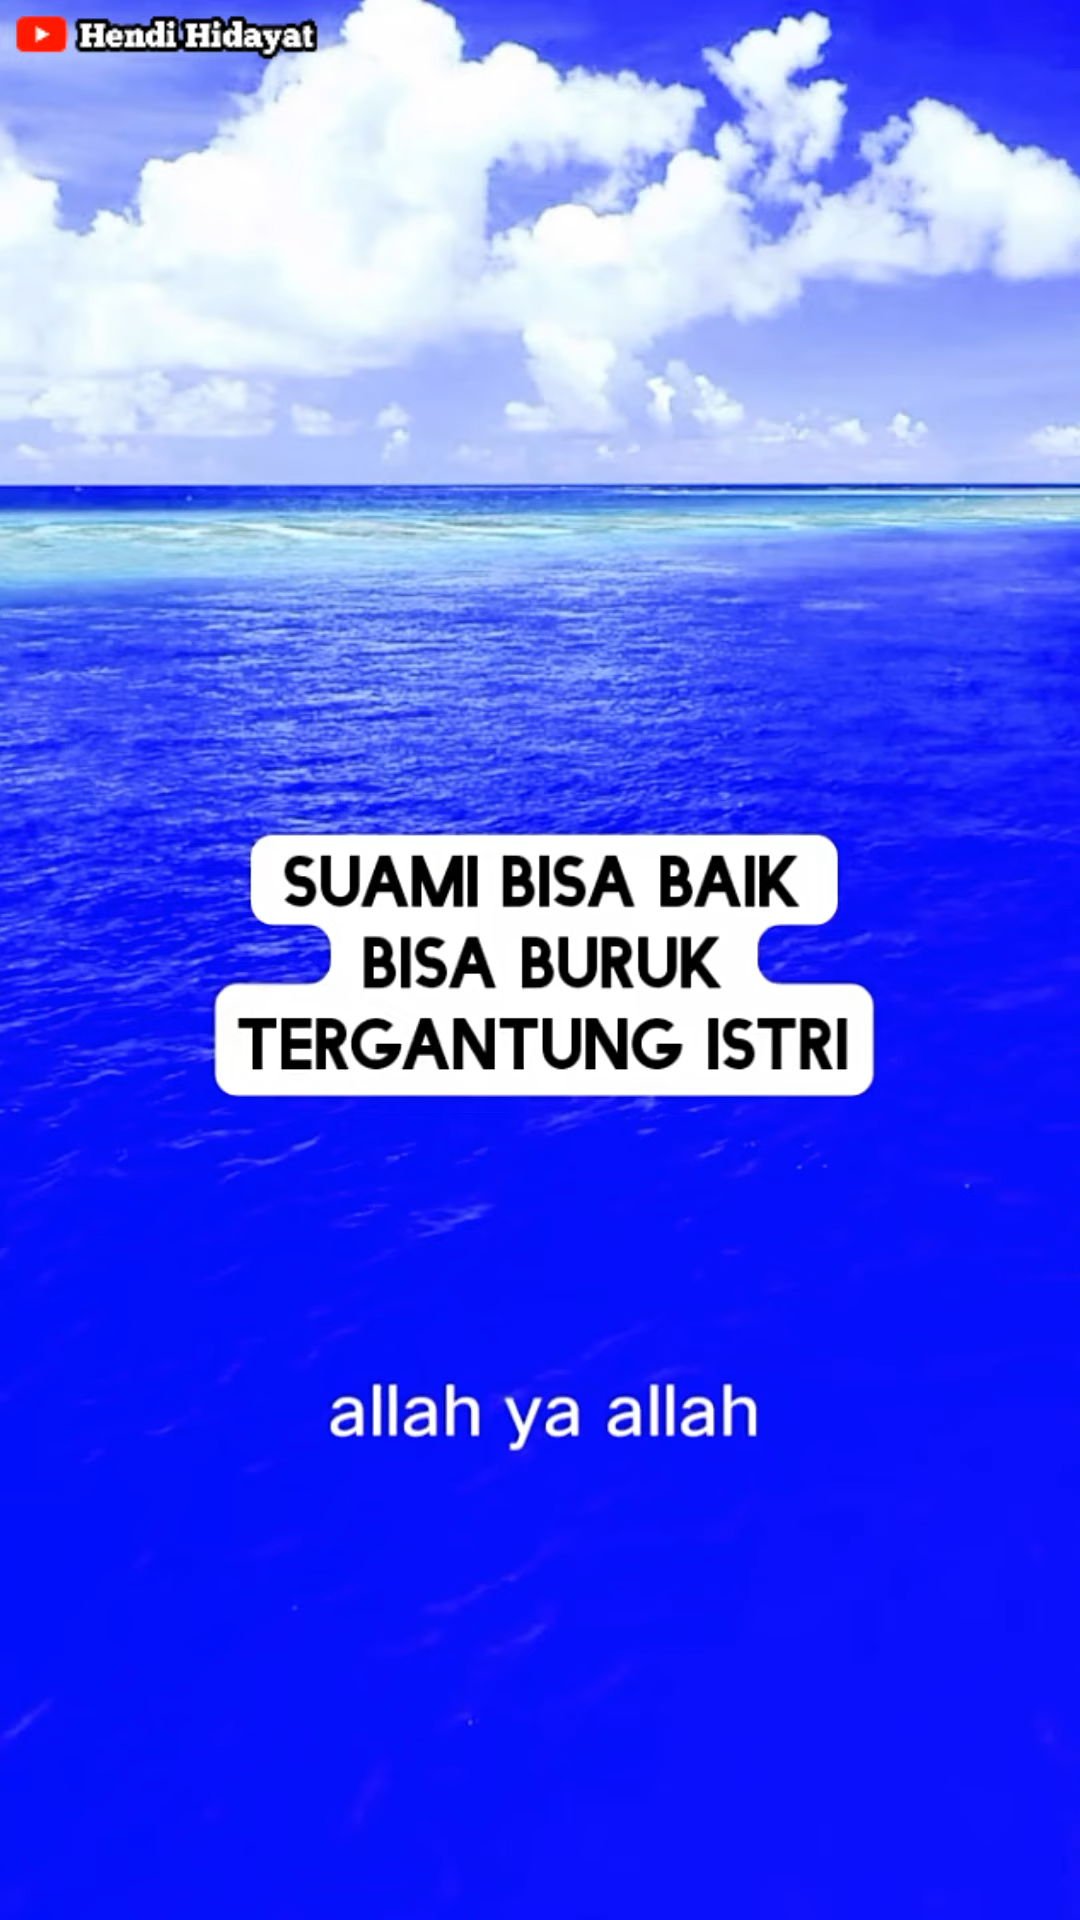 Hendi Hidayat
SUAMI BISA BAIK
BISA BURUK
TERGANTUNG ISTRI
allah ya allah